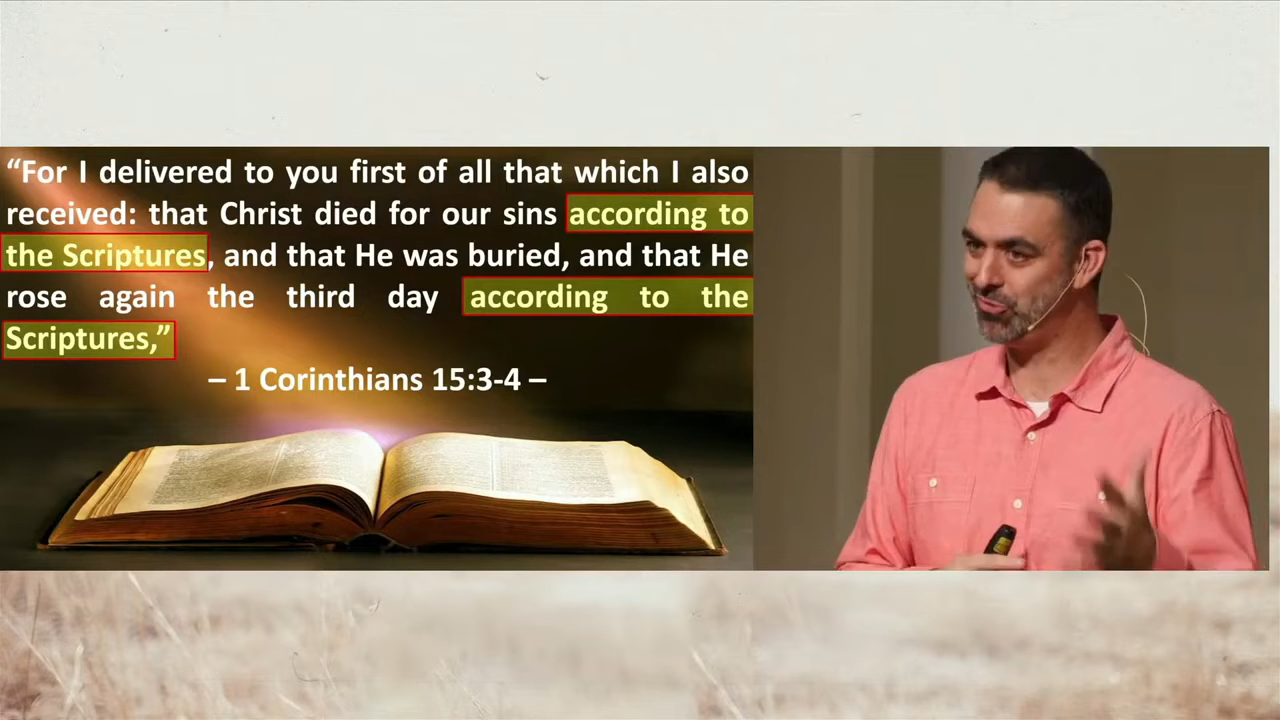 “For I delivered to you first of all that which I also
received: that Christ died for our sins according to
the Scriptures, and that He was buried, and that He
rose again the third day according to the
Scriptures,”
– 1 Corinthians 15:3-4 –